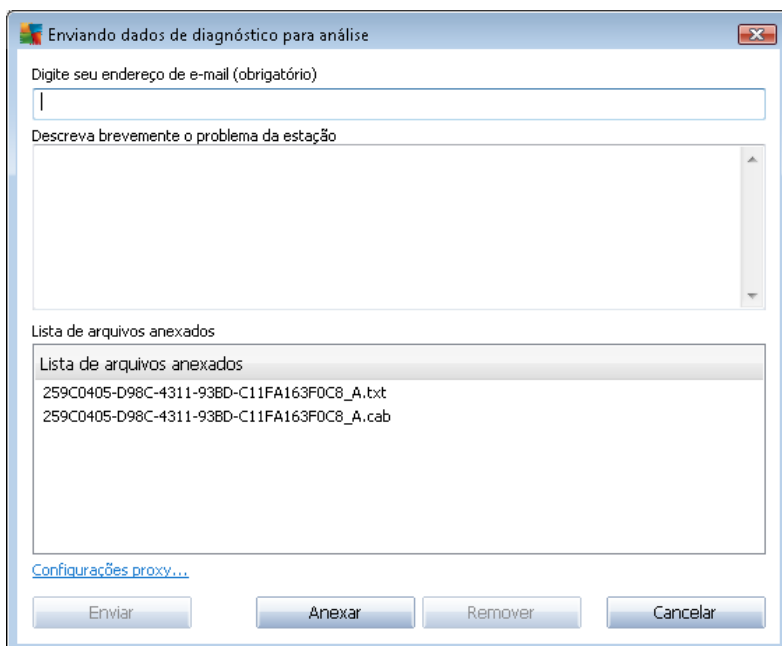 Enviando dados de diagnóstico para análise
Digite seu endereço de e-mail (obrigatório)
Descreva brevemente o problema da estação
Lista de arquivos anexados
Lista de arquivos anexados
259C0405-D98C-4311-93BD-C11FA163F0C8_A.txt
259C0405-D98C-4311-93BD-C11FA163F0C8_A.cab
Configurações proxy...
Enviar Anexar Remover Cancelar